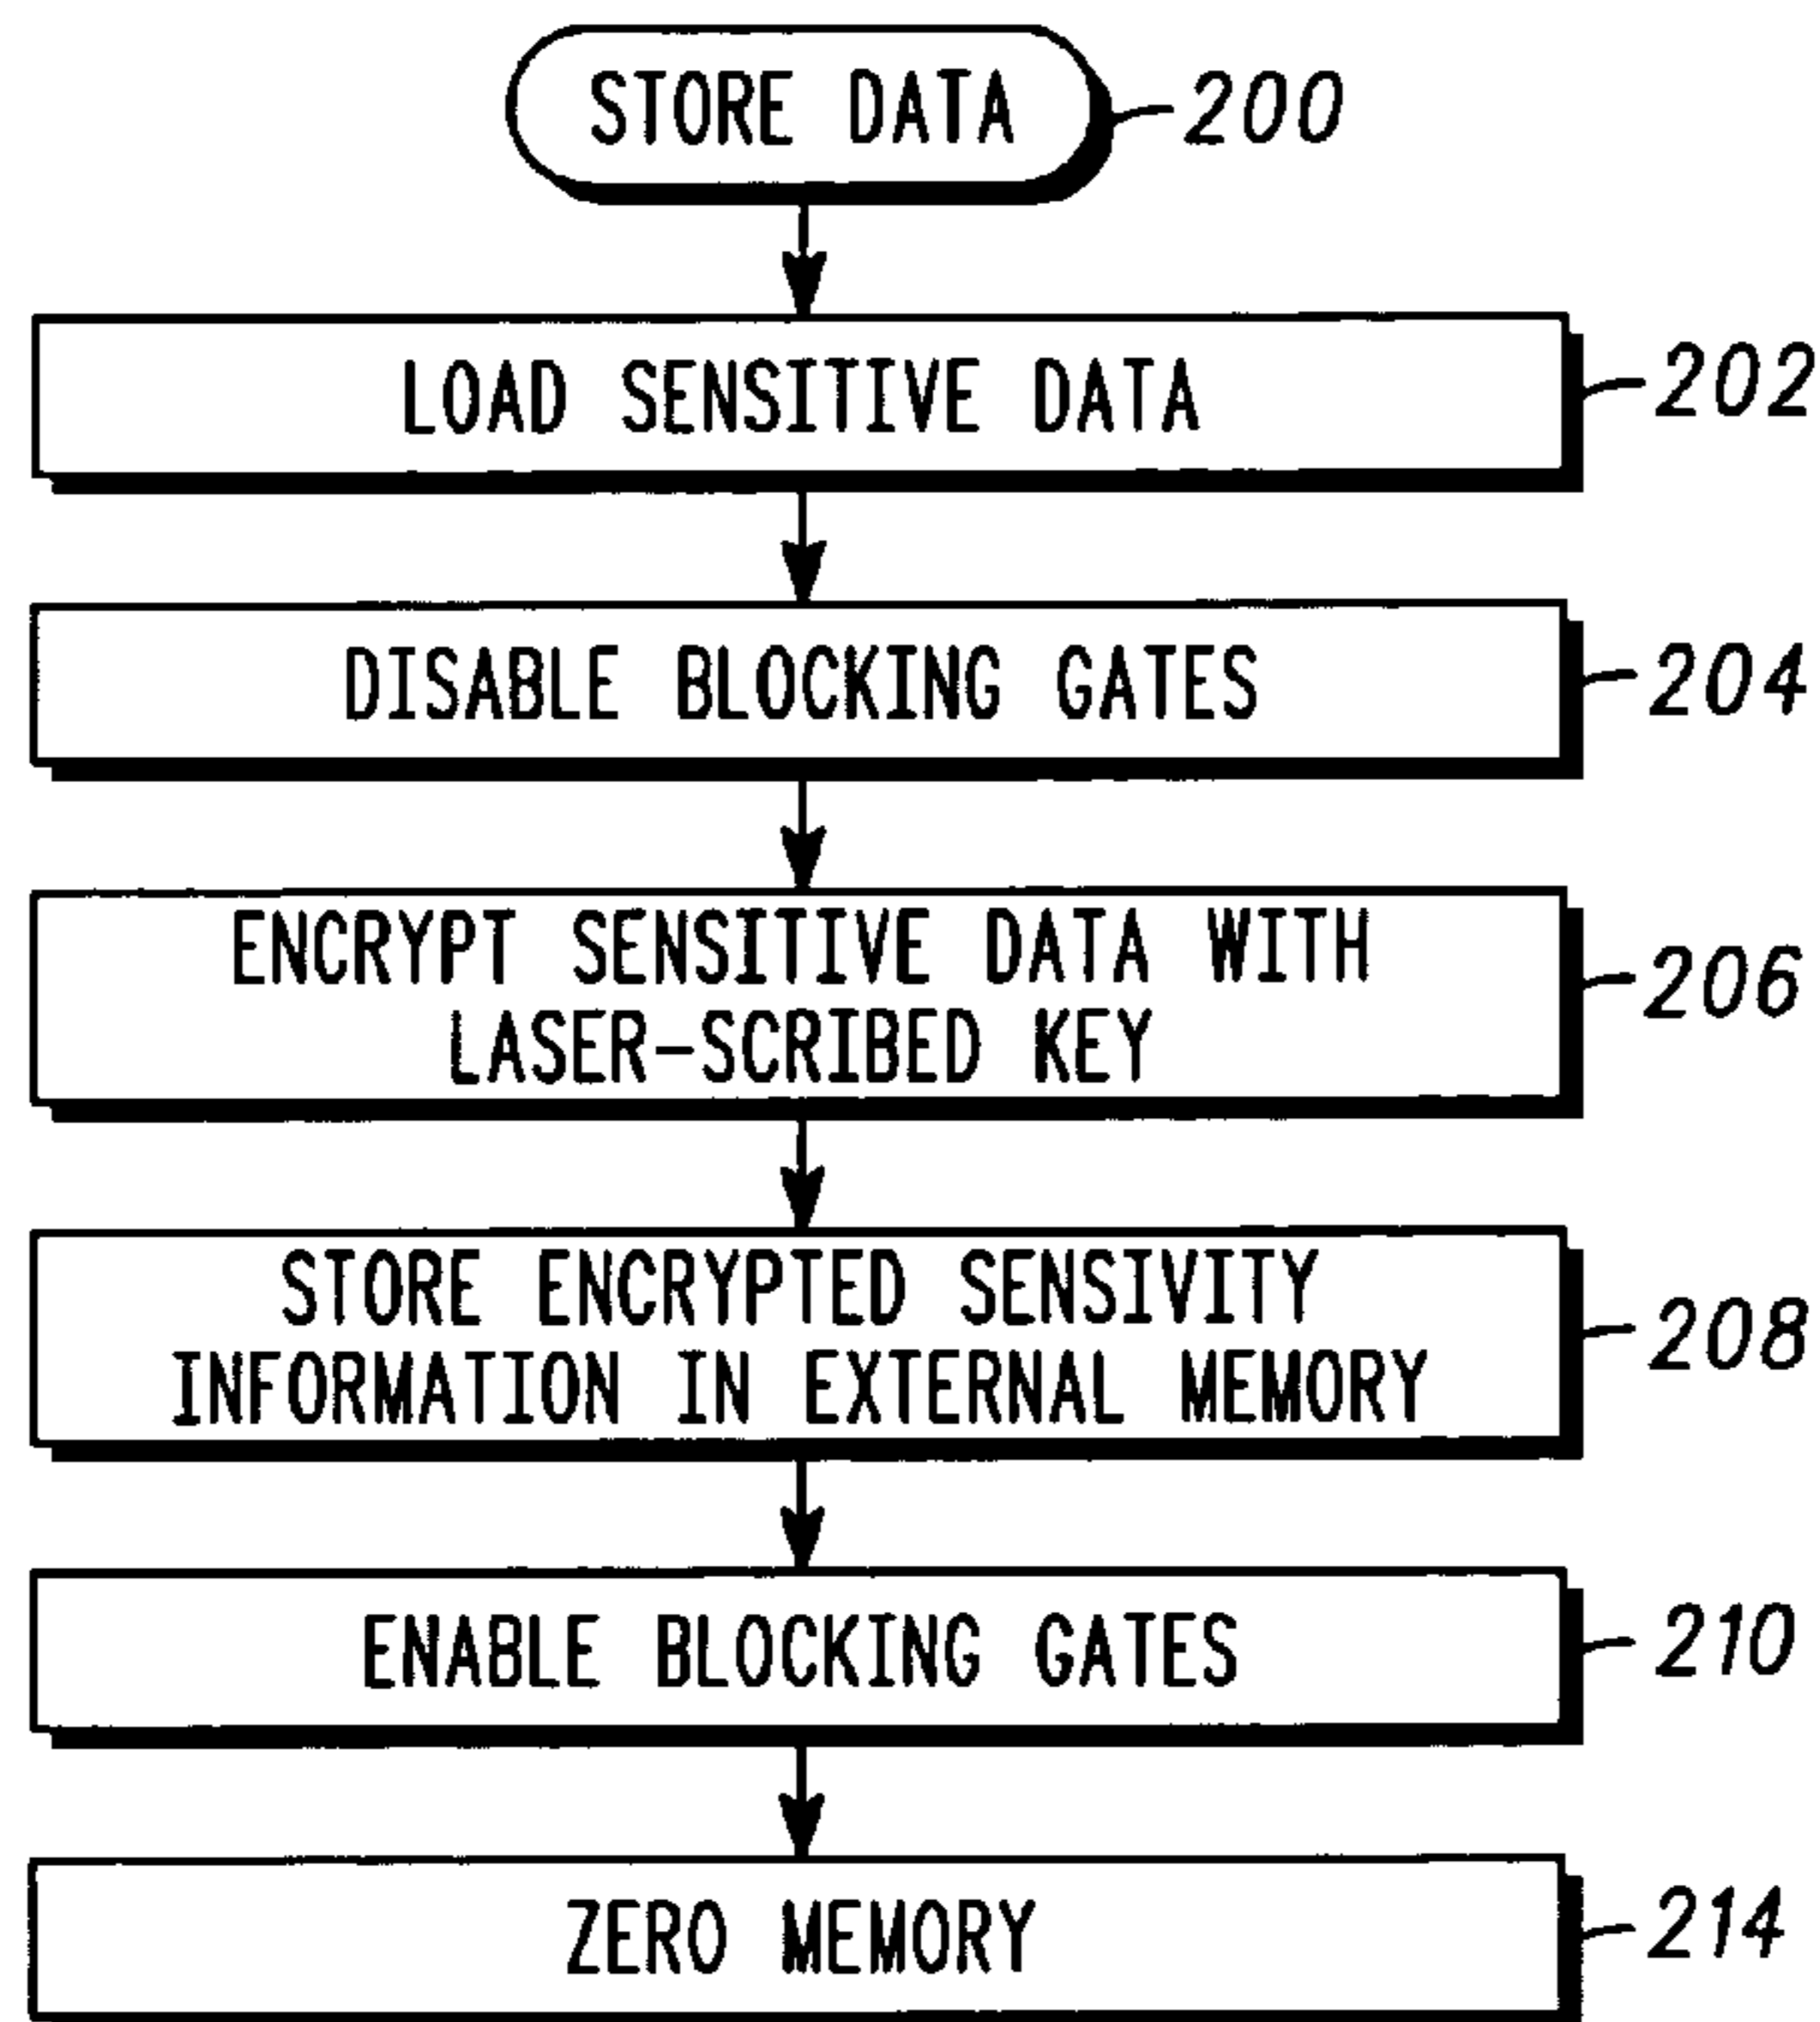 STORE DATA
200
LOAD SENSITIVE DATA
202
DISABLE BLOCKING GATES
204
ENCRYPT SENSITIVE DATA WITH
LASER-SCRIBED KEY
206
STORE ENCRYPTED SENSIVITY
INFORMATION IN EXTERNAL MEMORY
208
ENABLE BLOCKING GATES
210
ZERO MEMORY
214